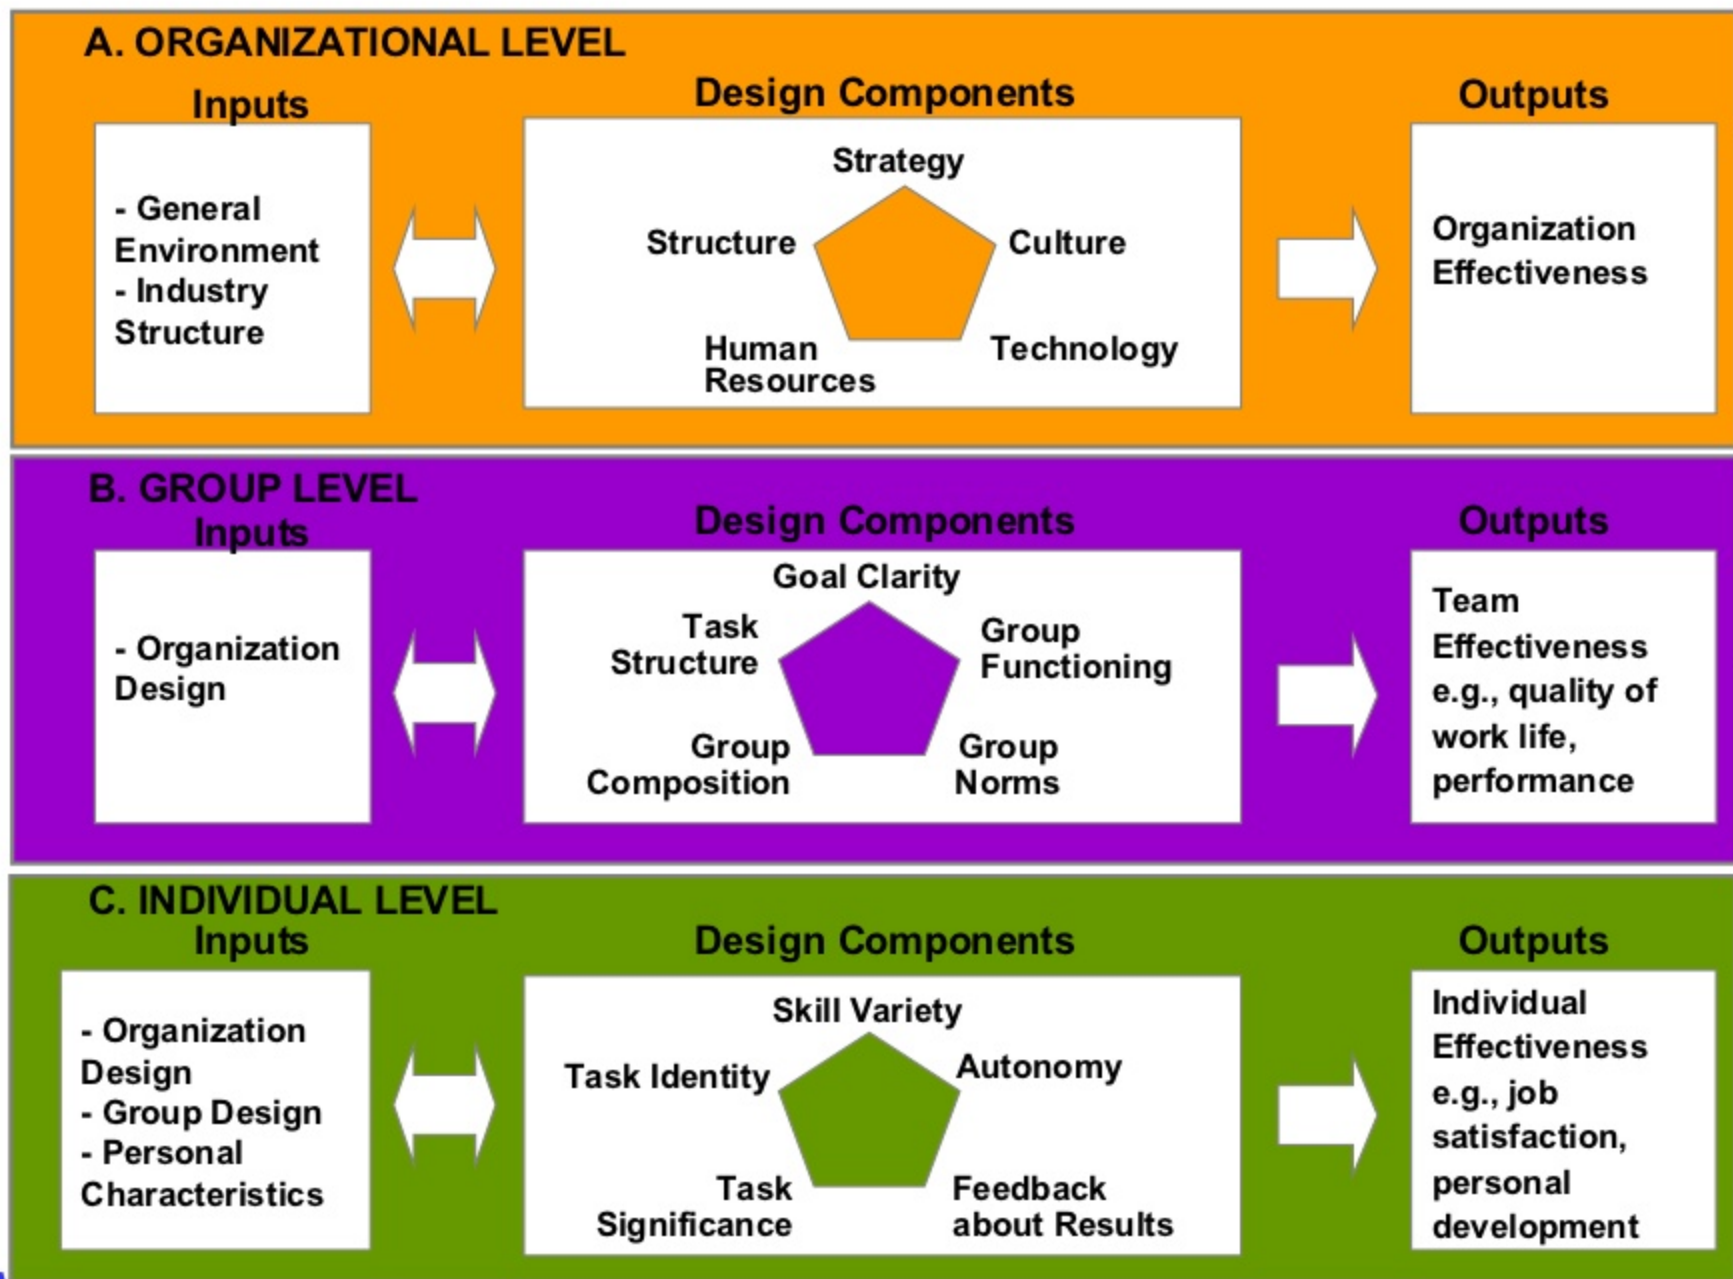 A. ORGANIZATIONAL LEVEL
Inputs
Design Components
Outputs
- General
Environment
- Industry
Structure
Strategy
Structure
Culture
Human
Resources
Technology
Organization
Effectiveness
B. GROUP LEVEL
Inputs
Design Components
Outputs
- Organization
Design
Goal Clarity
Task
Structure
Group
Functioning
Group
Composition
Group
Norms
Team
Effectiveness
e.g., quality of
work life,
performance
C. INDIVIDUAL LEVEL
Inputs
Design Components
Outputs
- Organization
Design
- Group Design
- Personal
Characteristics
Skill Variety
Task Identity
Autonomy
Task
Significance
Feedback
about Results
Individual
Effectiveness
e.g., job
satisfaction,
personal
development